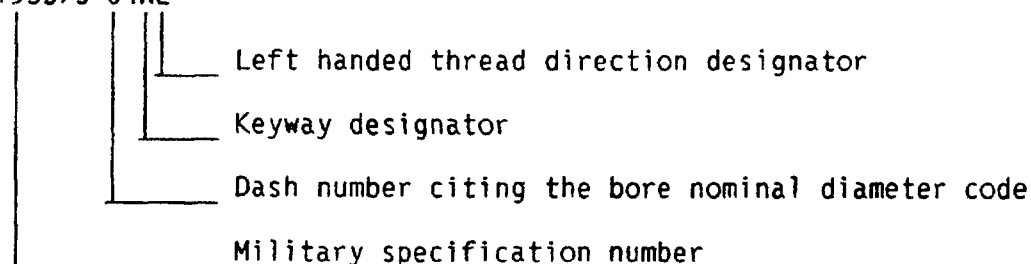 Left handed thread direction designator
Keyway designator
Dash number citing the bore nominal diameter code
Military specification number